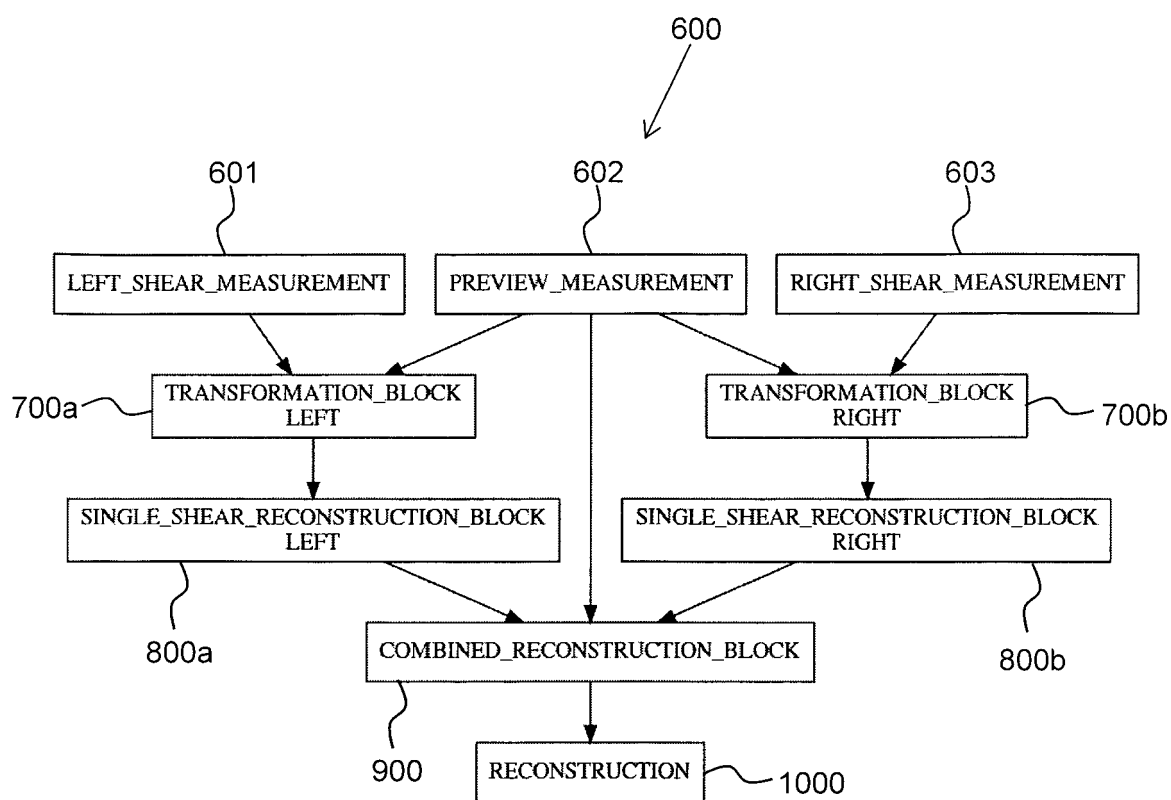 600
601
602
603
LEFT_SHEAR_MEASUREMENT
PREVIEW_MEASUREMENT
RIGHT_SHEAR_MEASUREMENT
700a
TRANSFORMATION_BLOCK
LEFT
TRANSFORMATION_BLOCK
RIGHT
700b
SINGLE_SHEAR_RECONSTRUCTION_BLOCK
LEFT
SINGLE_SHEAR_RECONSTRUCTION_BLOCK
RIGHT
800a
COMBINED_RECONSTRUCTION_BLOCK
800b
900
RECONSTRUCTION
1000